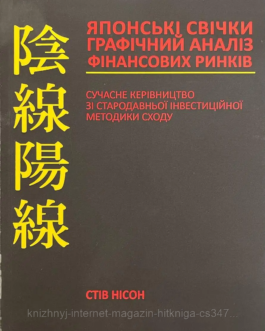 陰線陽線
ЯПОНСЬКІ СВІЧКИ
ГРАФІЧНИЙ АНАЛІЗ
ФІНАНСОВИХ РИНКІВ
СУЧАСНЕ КЕРІВНИЦТВО
ЗІ СТАРОДАВНЬОЇ ІНВЕСТИЦІЙНОЇ
МЕТОДИКИ СХОДУ
СТІВ НІСОН
knizhnyj-internet-magazin-hitkniga-cs347...